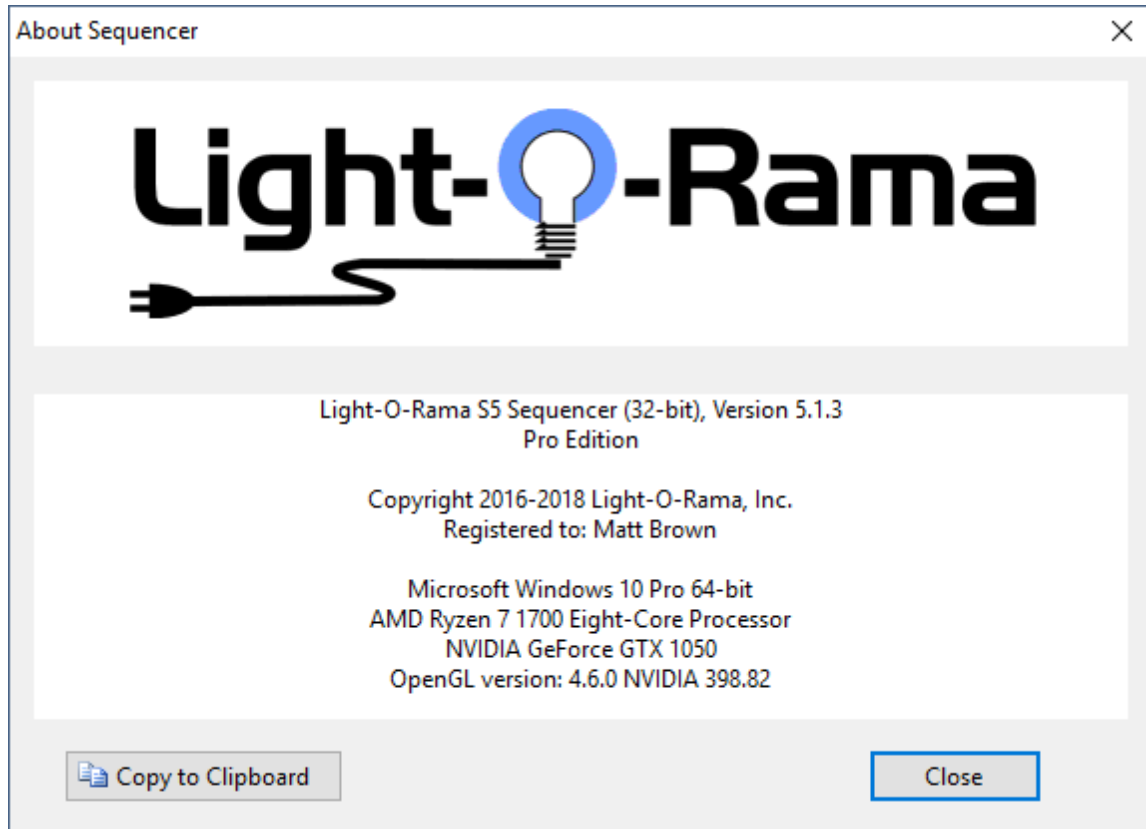 About Sequencer
Light-O-Rama
Light-O-Rama S5 Sequencer (32-bit), Version 5.1.3
Pro Edition
Copyright 2016-2018 Light-O-Rama, Inc.
Registered to: Matt Brown
Microsoft Windows 10 Pro 64-bit
AMD Ryzen 7 1700 Eight-Core Processor
NVIDIA GeForce GTX 1050
OpenGL version: 4.6.0 NVIDIA 398.82
Copy to Clipboard
Close